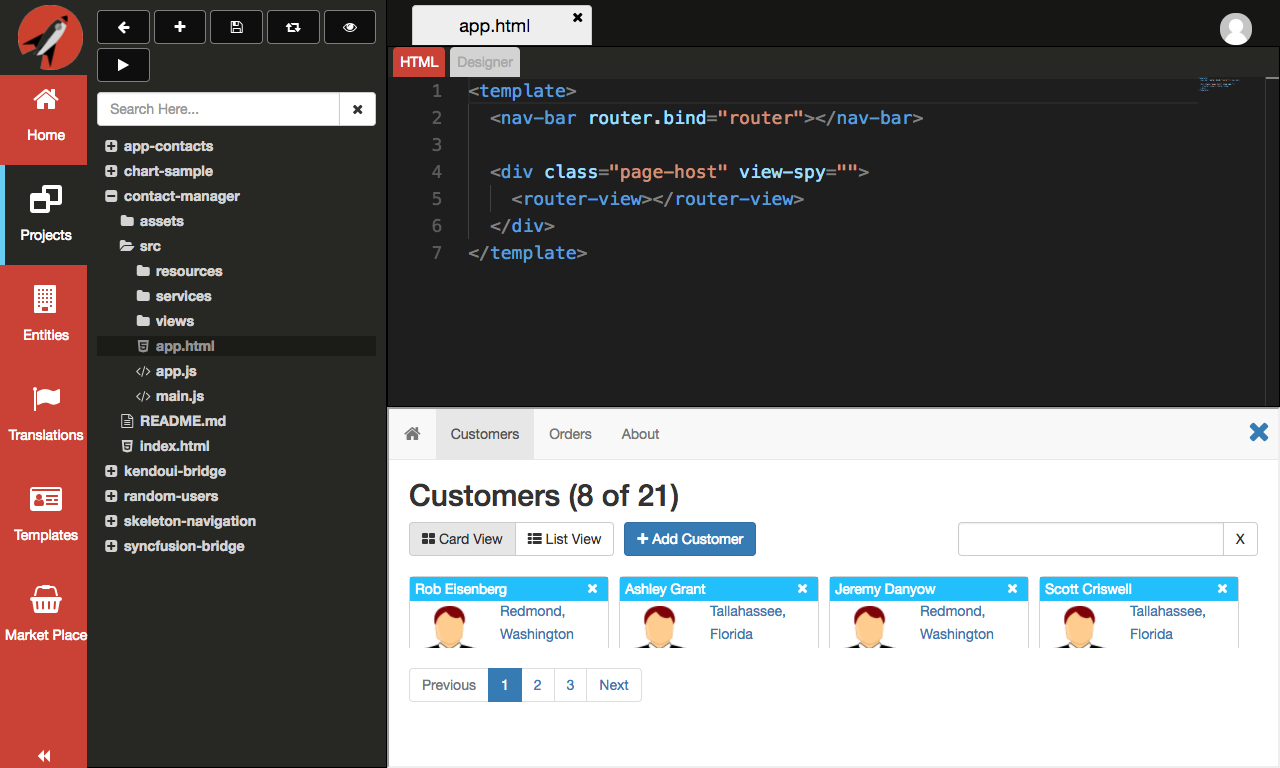 Home
Projects
Entities
Translations
Templates
Market Place
Search Here...
app-contacts
chart-sample
contact-manager
assets
src
resources
services
views
app.html
app.js
main.js
README.md
index.html
kendoui-bridge
random-users
skeleton-navigation
syncfusion-bridge
app.html
HTML Designer
1 <template>
2 <nav-bar router.bind="router"></nav-bar>
3
4 <div class="page-host" view-spy="">
5 <router-view></router-view>
6 </div>
7 </template>
Customers Orders About
Customers (8 of 21)
Card View List View Add Customer X
Rob Eisenberg
Redmond,
Washington
Ashley Grant
Tallahassee,
Florida
Jeremy Danyow
Redmond,
Washington
Scott Criswell
Tallahassee,
Florida
Previous 1 2 3 Next